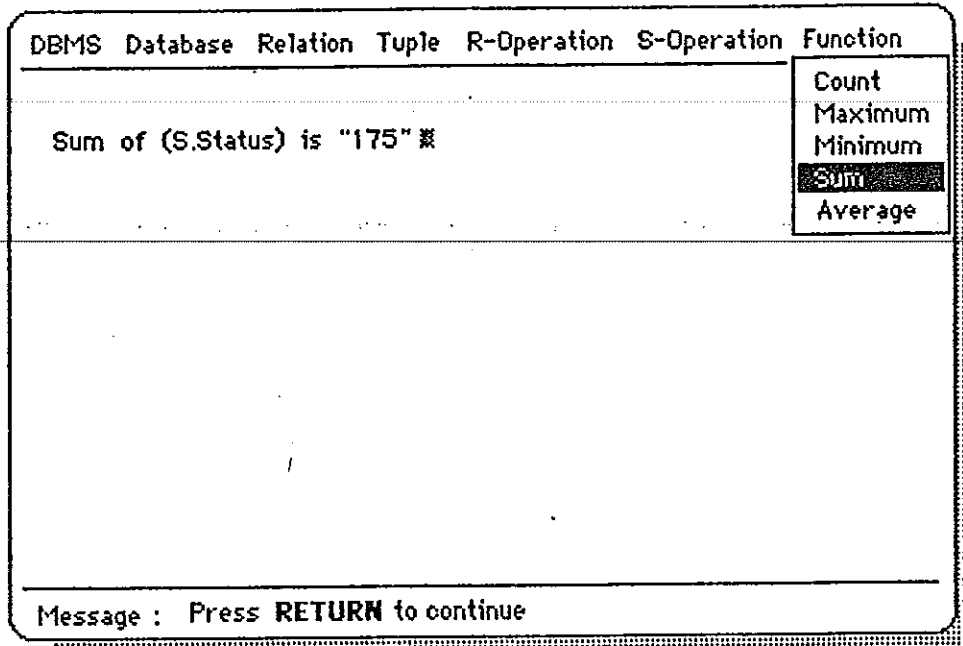 DBMS Database Relation Tuple R-Operation S-Operation Function
Count
Maximum
Sum of (S.Status) is "175"
Minimum
Sum
Average
Message : Press RETURN to continue